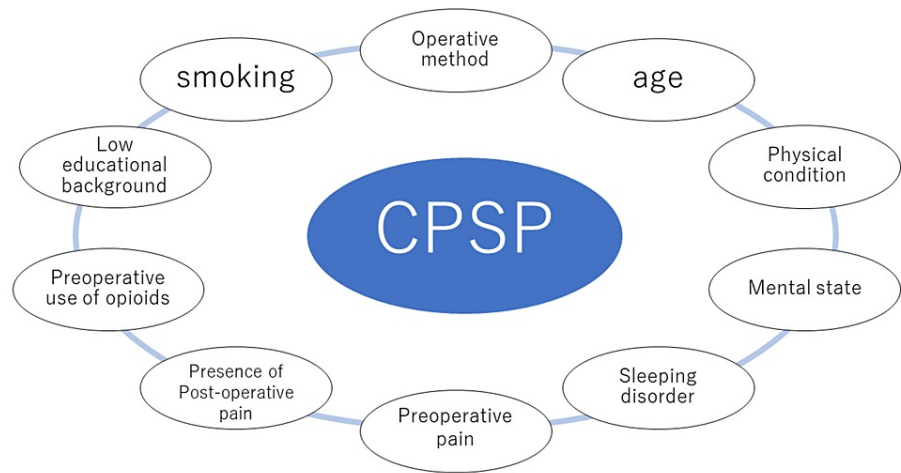 Operative
method
age
Physical
condition
Mental state
Sleeping
disorder
Preoperative
pain
Presence of
Post-operative
pain
Preoperative
use of opioids
Low
educational
background
smoking
CPSP